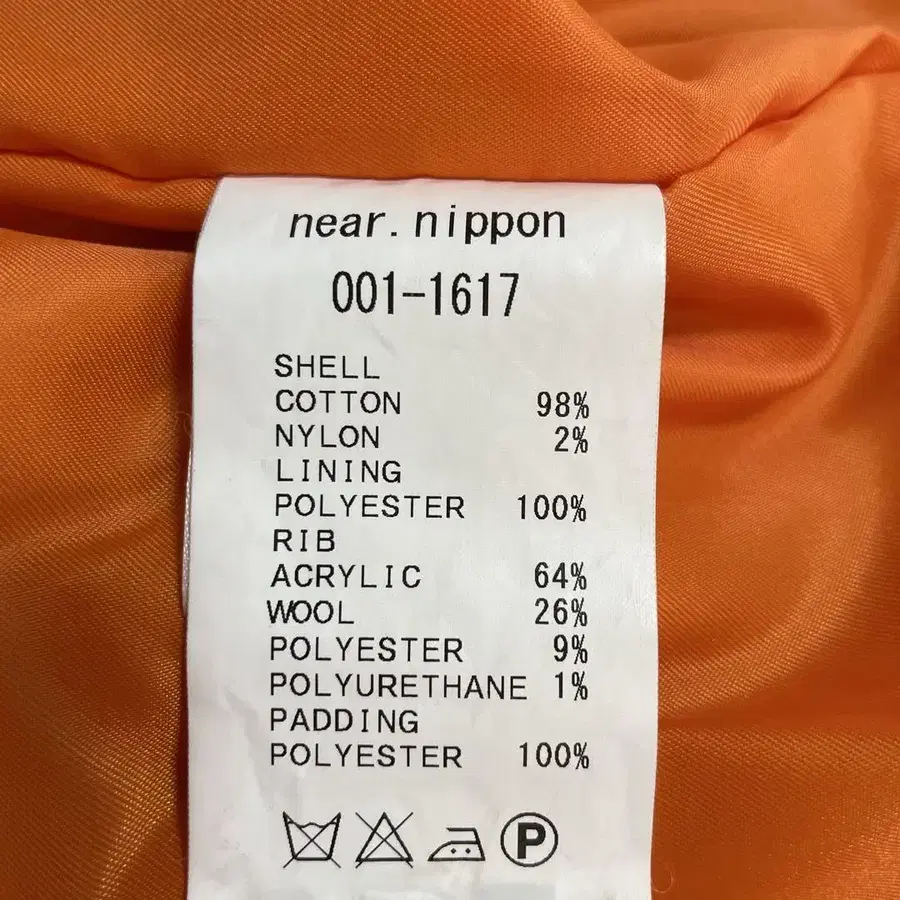 near.nippon
001-1617
SHELL
COTTON 98%
NYLON 2%
LINING
POLYESTER 100%
RIB
ACRYLIC 64%
WOOL 26%
POLYESTER 9%
POLYURETHANE 1%
PADDING
POLYESTER 100%
P